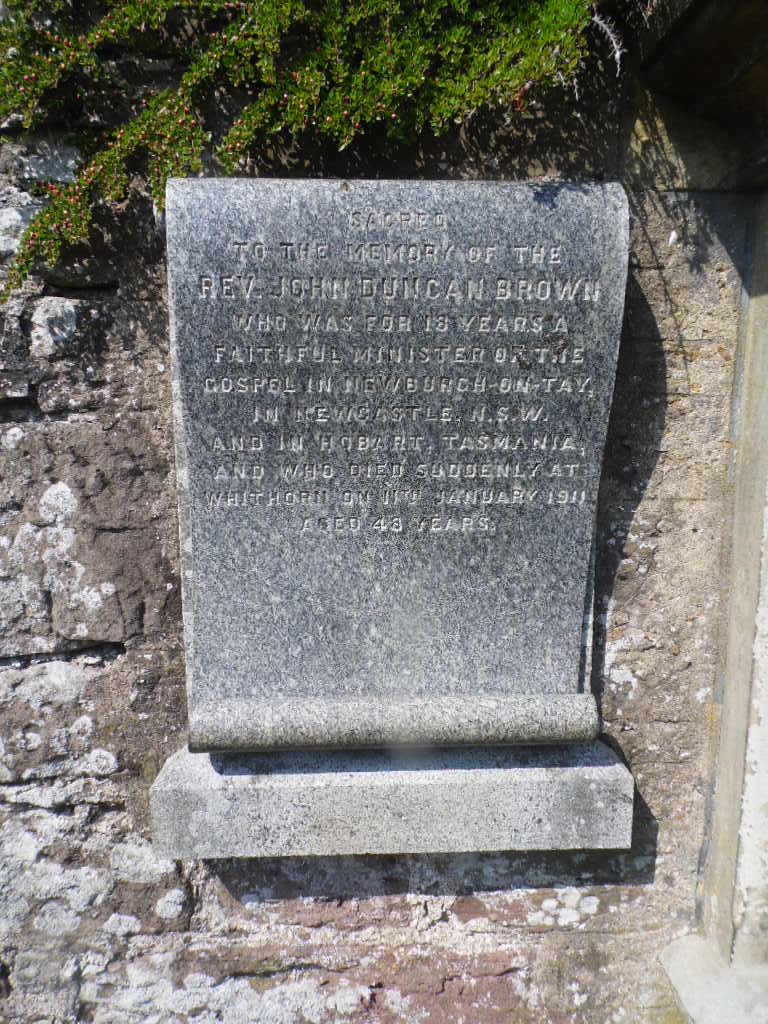 SACRED
TO THE MEMORY OF THE
REV. JOHN DUNCAN BROWN
WHO WAS FOR 18 YEARS A
FAITHFUL MINISTER OF THE
GOSPEL IN NEWBURGH-ON-TAY,
IN NEWCASTLE, N.S.W.
AND IN HOBART, TASMANIA,
AND WHO DIED SUDDENLY AT
WHITHORN ON 11TH JANUARY 1911
AGED 48 YEARS.